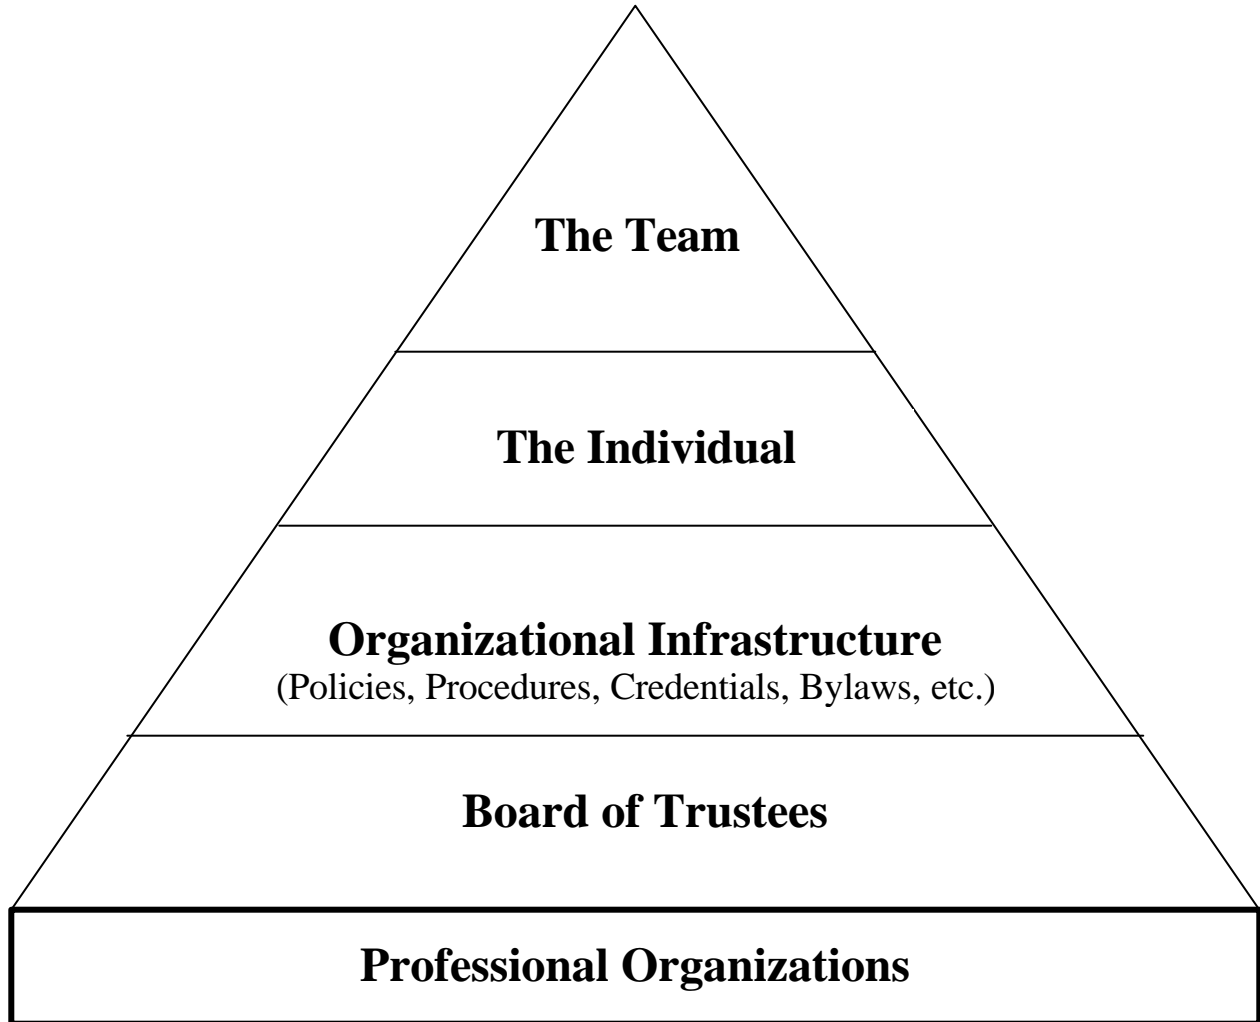 The Team
The Individual
Organizational Infrastructure
(Policies, Procedures, Credentials, Bylaws, etc.)
Board of Trustees
Professional Organizations